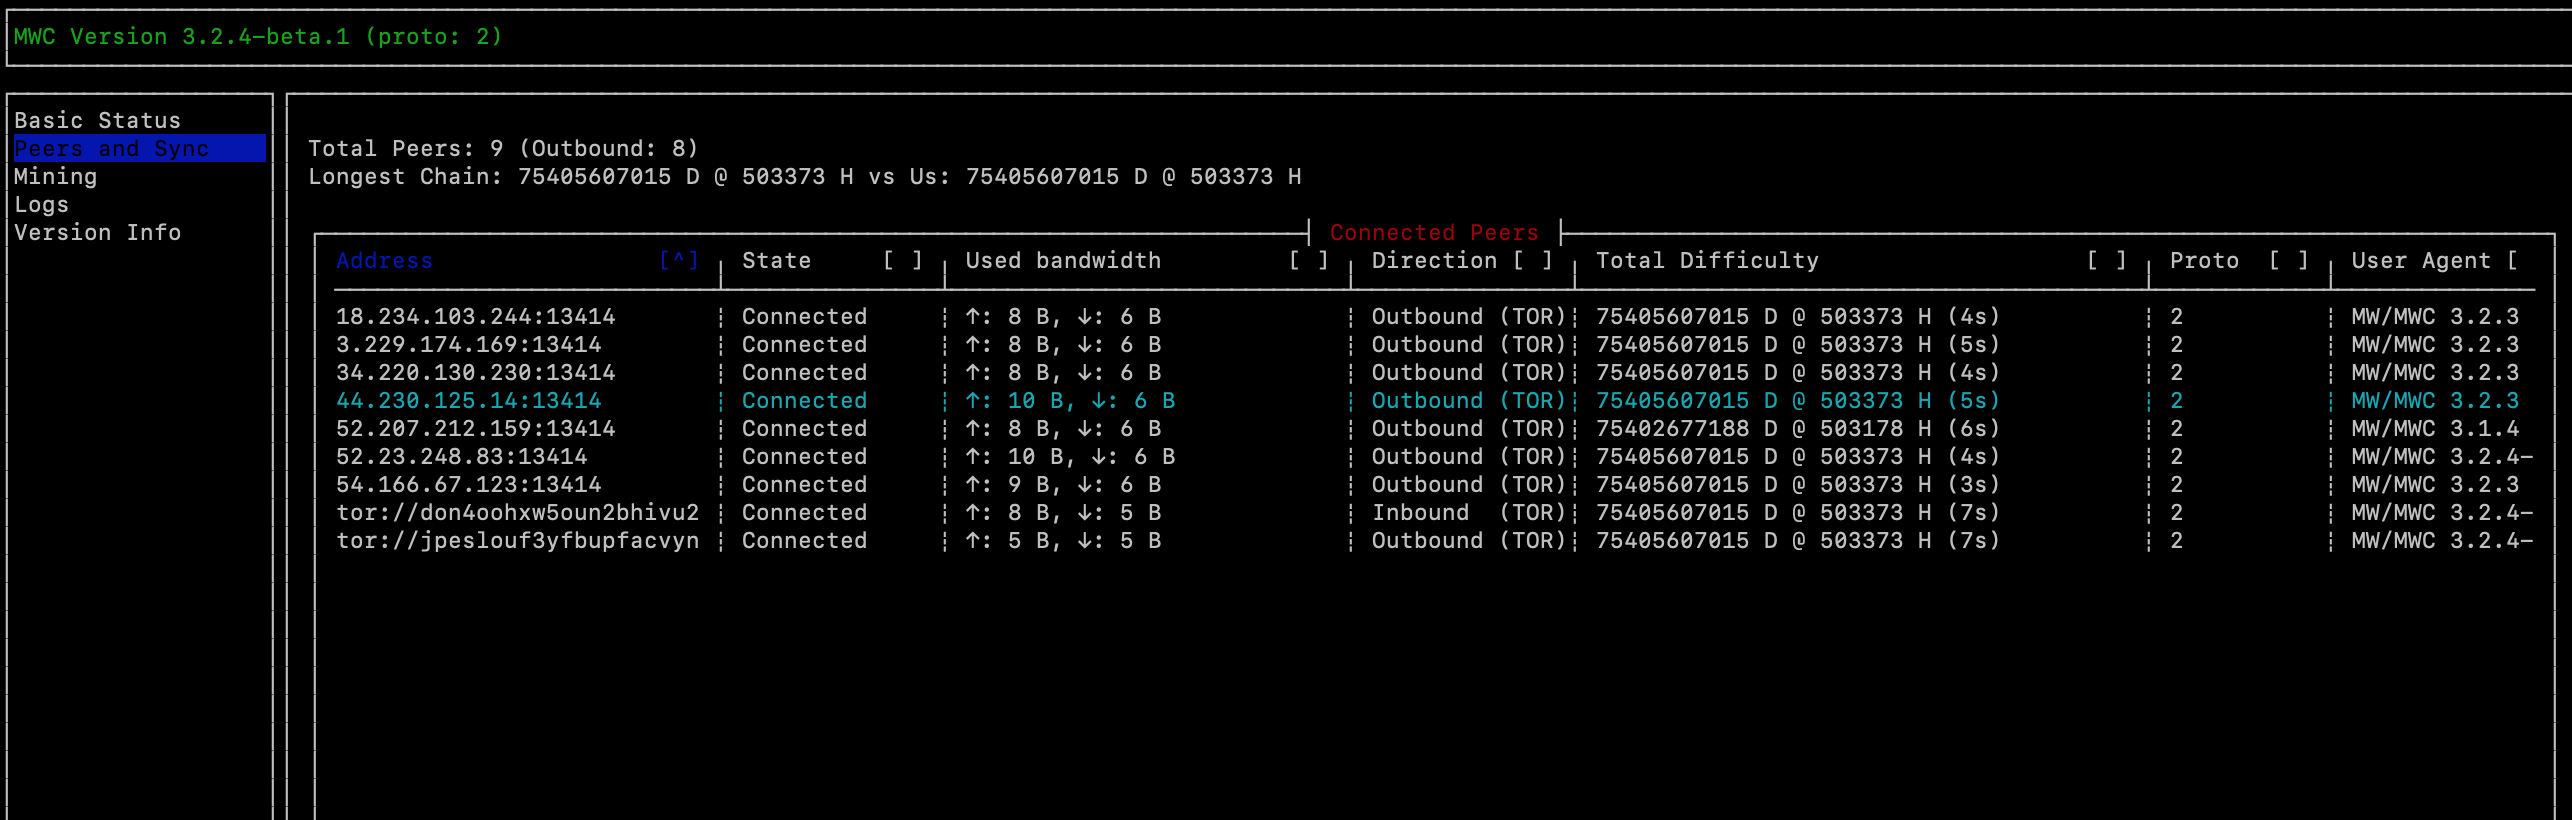 MWC Version 3.2.4-beta.1 (proto: 2)
Basic Status
Peers and Sync
Mining
Logs
Version Info
Total Peers: 9 (Outbound: 8)
Longest Chain: 75405607015 D @ 503373 H vs Us: 75405607015 D @ 503373 H
Connected Peers
Address [^] State [ ] Used bandwidth [ ] Direction [ ] Total Difficulty [ ] Proto [ ] User Agent [
18.234.103.244:13414 Connected ↑: 8 B, ↓: 6 B Outbound (TOR) 75405607015 D @ 503373 H (4s) 2 MW/MWC 3.2.3
3.229.174.169:13414 Connected ↑: 8 B, ↓: 6 B Outbound (TOR) 75405607015 D @ 503373 H (5s) 2 MW/MWC 3.2.3
34.220.130.230:13414 Connected ↑: 8 B, ↓: 6 B Outbound (TOR) 75405607015 D @ 503373 H (4s) 2 MW/MWC 3.2.3
44.230.125.14:13414 Connected ↑: 10 B, ↓: 6 B Outbound (TOR) 75405607015 D @ 503373 H (5s) 2 MW/MWC 3.2.3
52.207.212.159:13414 Connected ↑: 8 B, ↓: 6 B Outbound (TOR) 75402677188 D @ 503178 H (6s) 2 MW/MWC 3.1.4
52.23.248.83:13414 Connected ↑: 10 B, ↓: 6 B Outbound (TOR) 75405607015 D @ 503373 H (4s) 2 MW/MWC 3.2.4-
54.166.67.123:13414 Connected ↑: 9 B, ↓: 6 B Outbound (TOR) 75405607015 D @ 503373 H (3s) 2 MW/MWC 3.2.3
tor://don4oohxw5oun2bhivu2 Connected ↑: 8 B, ↓: 5 B Inbound (TOR) 75405607015 D @ 503373 H (7s) 2 MW/MWC 3.2.4-
tor://jpeslouf3yfbupfacvyn Connected ↑: 5 B, ↓: 5 B Outbound (TOR) 75405607015 D @ 503373 H (7s) 2 MW/MWC 3.2.4-